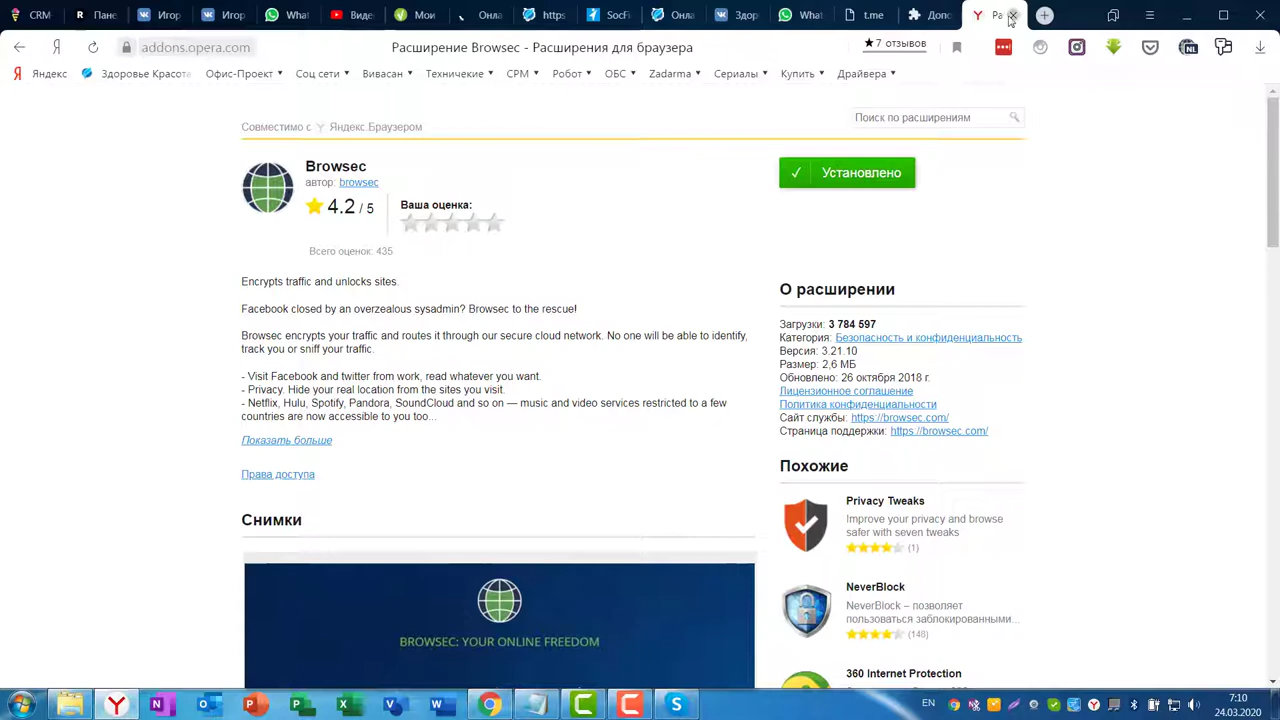 CRM
Пане
Игор
Игор
What
Виде
Мои
Онла
https
SocFi
Онла
Здор
What
t.me
Допо
Ра
addons.opera.com
Расширение Browsec - Расширения для браузера
★7 отзывов
Яндекс
Здоровье Красота
Офис-Проект
Соц сети
Вивасан
Технические
СРМ
Робот
ОБС
Zadarma
Сериалы
Купить
Драйвера
Совместимо с Яндекс.Браузером
Поиск по расширениям
Browsec
автор: browsec
4.2 / 5
Ваша оценка:
Всего оценок: 435
Установлено
Encrypts traffic and unlocks sites.
Facebook closed by an overzealous sysadmin? Browsec to the rescue!
Browsec encrypts your traffic and routes it through our secure cloud network. No one will be able to identify,
track you or sniff your traffic.
- Visit Facebook and twitter from work, read whatever you want.
- Privacy. Hide your real location from the sites you visit.
- Netflix, Hulu, Spotify, Pandora, SoundCloud and so on — music and video services restricted to a few
countries are now accessible to you too...
Показать больше
Права доступа
Снимки
BROWSEC: YOUR ONLINE FREEDOM
О расширении
Загрузки: 3 784 597
Категория: Безопасность и конфиденциальность
Версия: 3.21.10
Размер: 2,6 МБ
Обновлено: 26 октября 2018 г.
Лицензионное соглашение
Политика конфиденциальности
Сайт службы: https://browsec.com/
Страница поддержки: https://browsec.com/
Похожие
Privacy Tweaks
Improve your privacy and browse
safer with seven tweaks
(1)
NeverBlock
NeverBlock – позволяет
пользоваться заблокированными...
(148)
360 Internet Protection
EN
7:10
24.03.2020